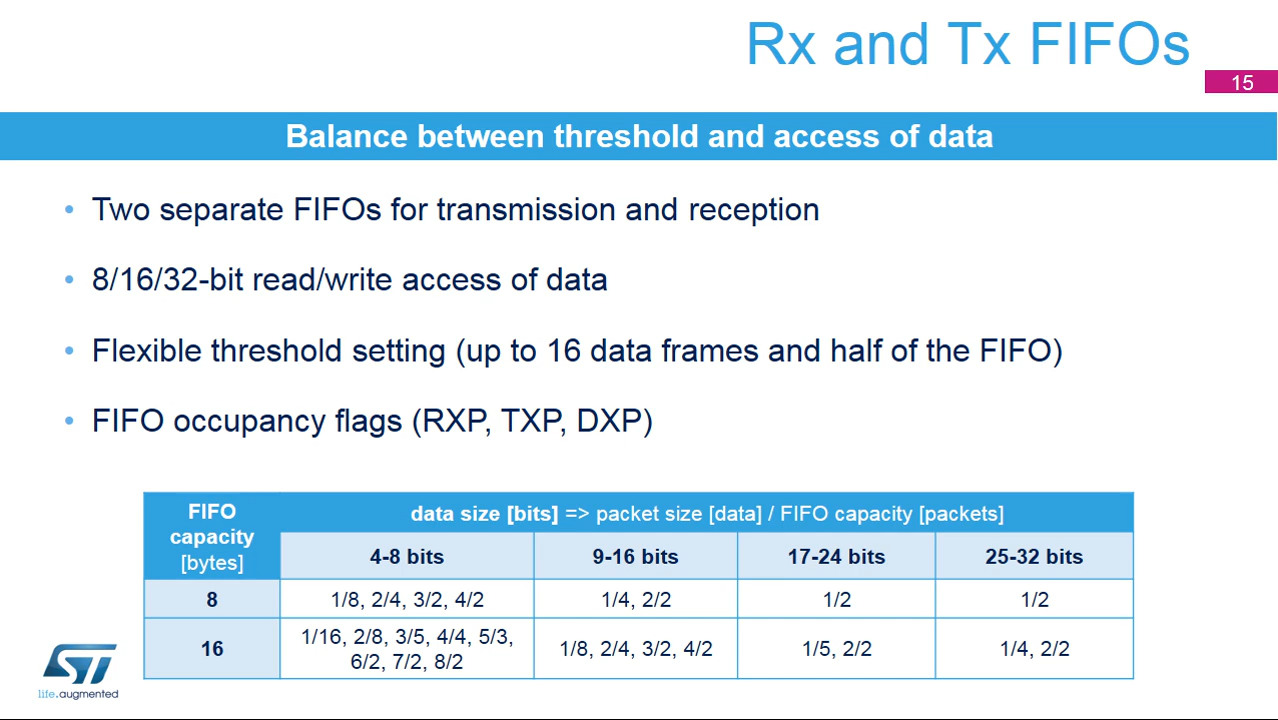 Rx and Tx FIFOs
15
Balance between threshold and access of data
• Two separate FIFOs for transmission and reception
• 8/16/32-bit read/write access of data
• Flexible threshold setting (up to 16 data frames and half of the FIFO)
• FIFO occupancy flags (RXP, TXP, DXP)
FIFO
capacity
[bytes]
data size [bits] => packet size [data] / FIFO capacity [packets]
4-8 bits
9-16 bits
17-24 bits
25-32 bits
8
1/8, 2/4, 3/2, 4/2
1/4, 2/2
1/2
1/2
16
1/16, 2/8, 3/5, 4/4, 5/3,
6/2, 7/2, 8/2
1/8, 2/4, 3/2, 4/2
1/5, 2/2
1/4, 2/2
ST
life.augmented